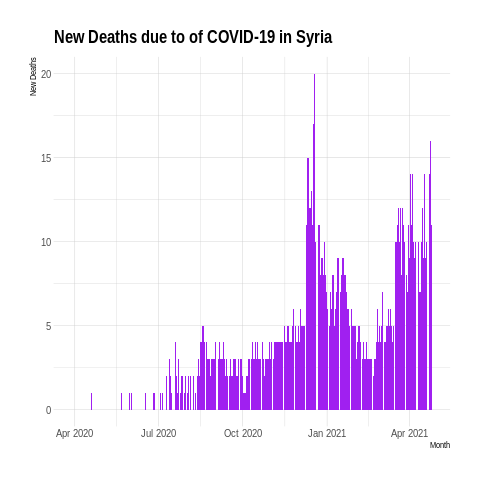 New Deaths due to of COVID-19 in Syria
New Deaths
20
15
10
5
0
Apr 2020 Jul 2020 Oct 2020 Jan 2021 Apr 2021
Month